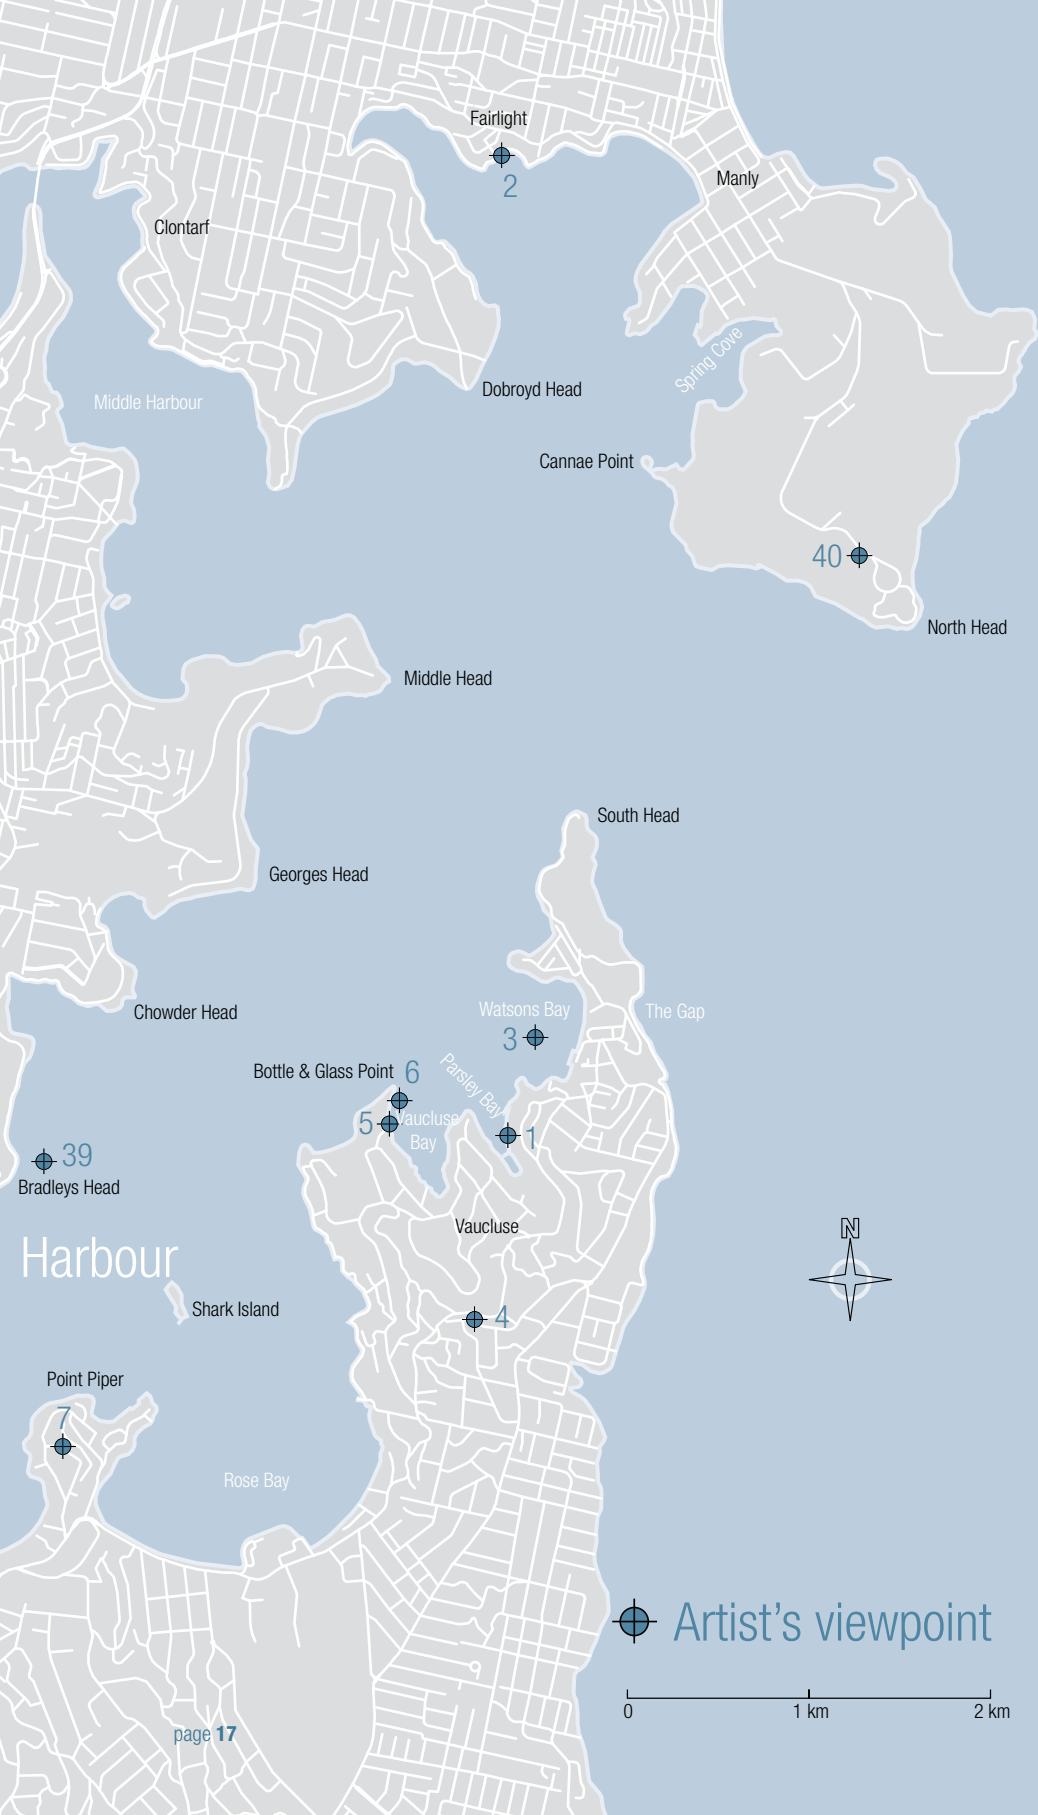 Fairlight
2
Manly
Clontarf
Spring Cove
Dobroyd Head
Middle Harbour
Cannae Point
40
North Head
Middle Head
South Head
Georges Head
Chowder Head
Watsons Bay
The Gap
3
Bottle & Glass Point
6
Parsley Bay
5
Vaucluse
Bay
1
39
Bradleys Head
Vaucluse
N
Harbour
Shark Island
4
Point Piper
7
Rose Bay
Artist’s viewpoint
0
1 km
2 km
page 17